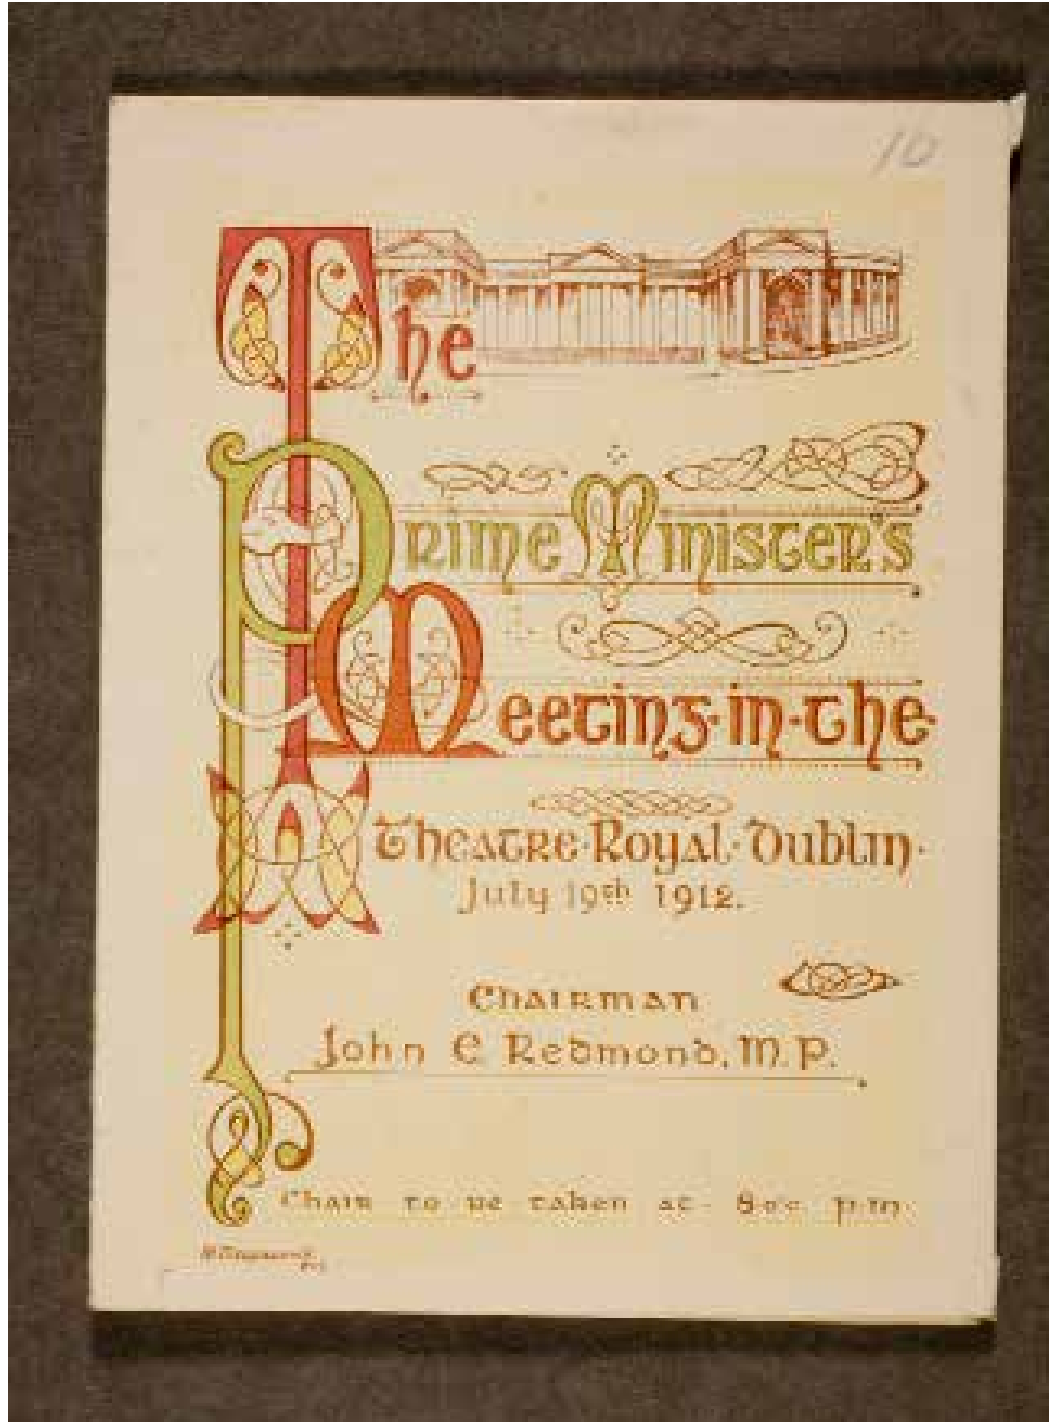 10
The
Prime Minister's
Meeting·in·the·
Theatre·Royal·Dublin·
July 19th 1912.
Chairman
John E Redmond, M.P.
Chair to be taken at 8 o'c p.m.